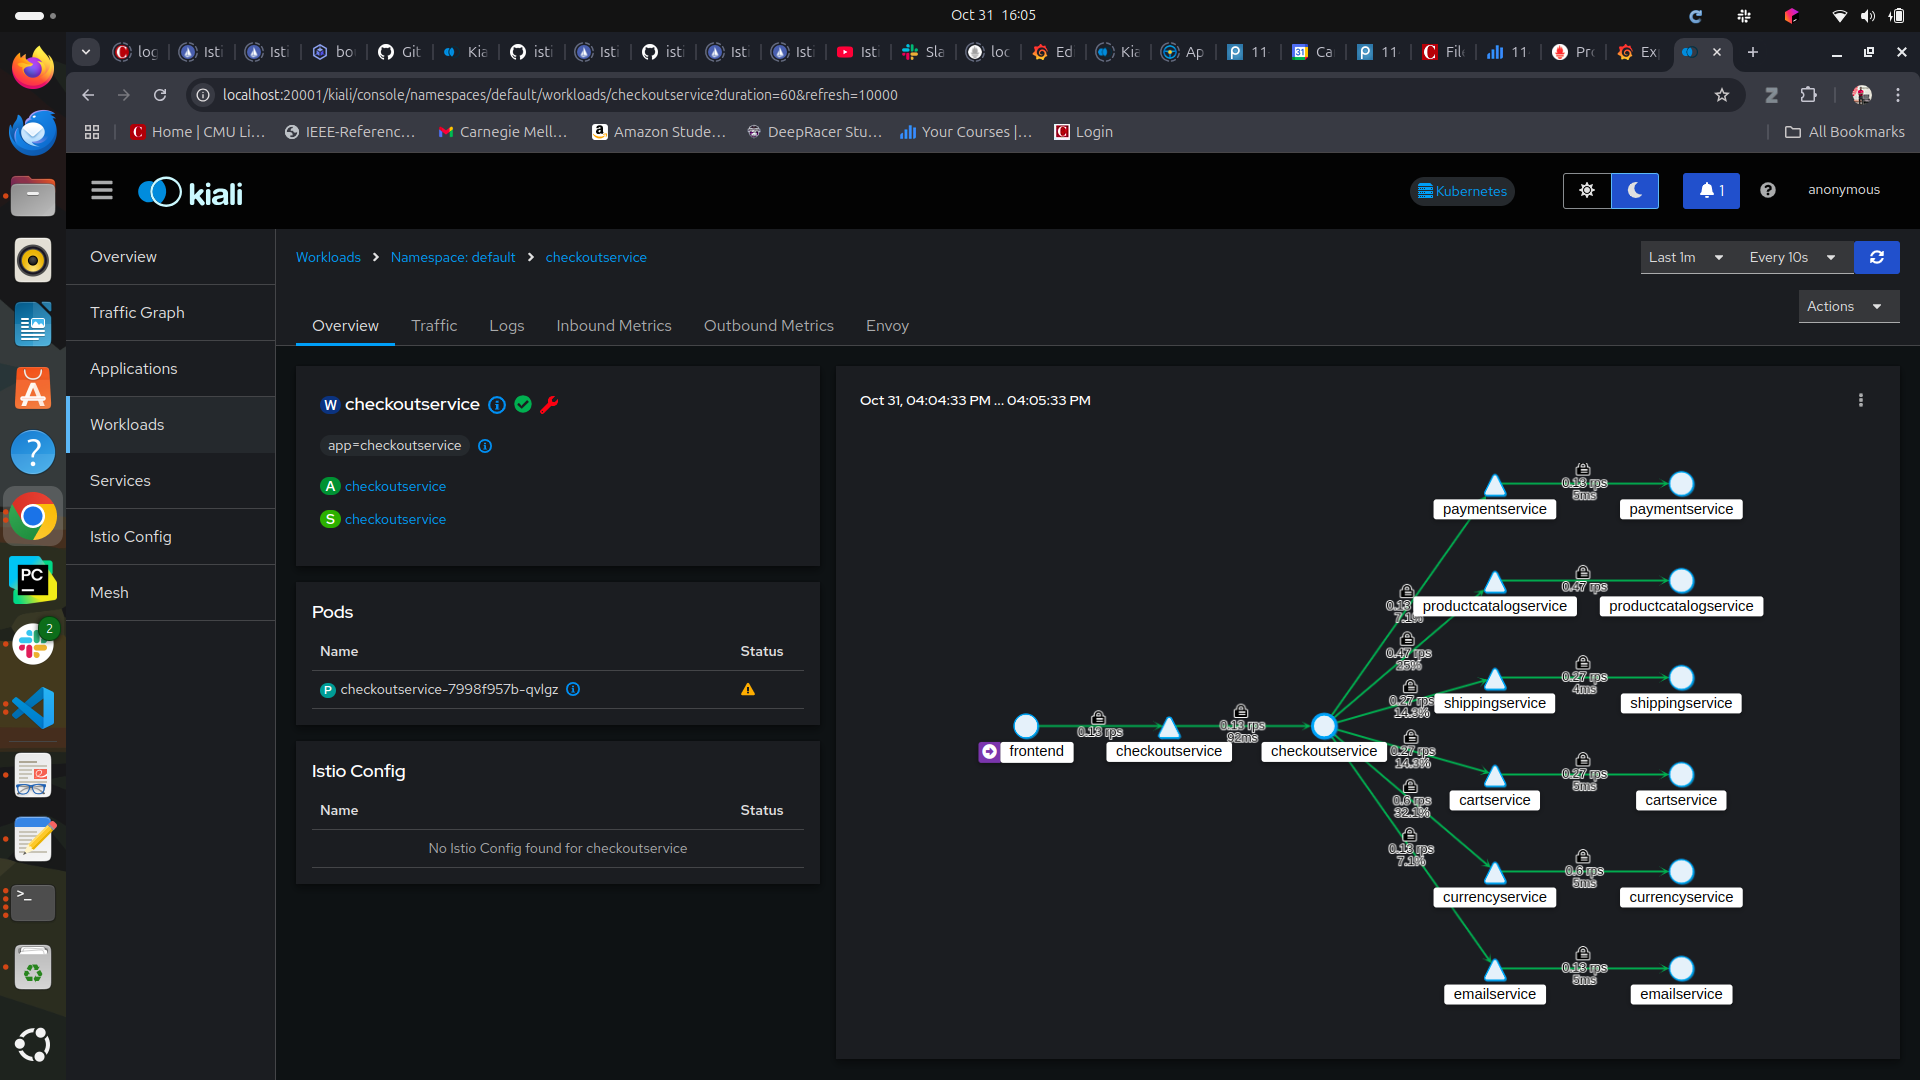 Oct 31 16:05
log
Isti
Isti
bo
Git
Kia
isti
Isti
isti
Isti
Isti
Isti
Sla
loc
Edi
Kia
Ap
11
Ca
11
File
11
Pro
Ex
localhost:20001/kiali/console/namespaces/default/workloads/checkoutservice?duration=60&refresh=10000
Home | CMU Li...
IEEE-Referenc...
Carnegie Mell...
Amazon Stude...
DeepRacer Stu...
Your Courses |...
Login
All Bookmarks
kiali
Kubernetes
1
anonymous
Overview
Traffic Graph
Applications
Workloads
Services
Istio Config
Mesh
Workloads > Namespace: default > checkoutservice
Last 1m
Every 10s
Actions
Overview
Traffic
Logs
Inbound Metrics
Outbound Metrics
Envoy
W checkoutservice
app=checkoutservice
A checkoutservice
S checkoutservice
Pods
Name Status
P checkoutservice-7998f957b-qvlgz
Istio Config
Name Status
No Istio Config found for checkoutservice
Oct 31, 04:04:33 PM ... 04:05:33 PM
0.13 rps
5ms
paymentservice
paymentservice
0.47 rps
0.13
7.1%
productcatalogservice
productcatalogservice
0.47 rps
25%
0.27 rps
4ms
0.27 rps
14.3%
shippingservice
shippingservice
0.13 rps
0.13 rps
92ms
frontend
checkoutservice
checkoutservice
0.27 rps
14.3%
0.27 rps
5ms
cartservice
cartservice
0.6 rps
32.1%
0.13 rps
7.1%
0.6 rps
5ms
currencyservice
currencyservice
0.13 rps
5ms
emailservice
emailservice
PC
2